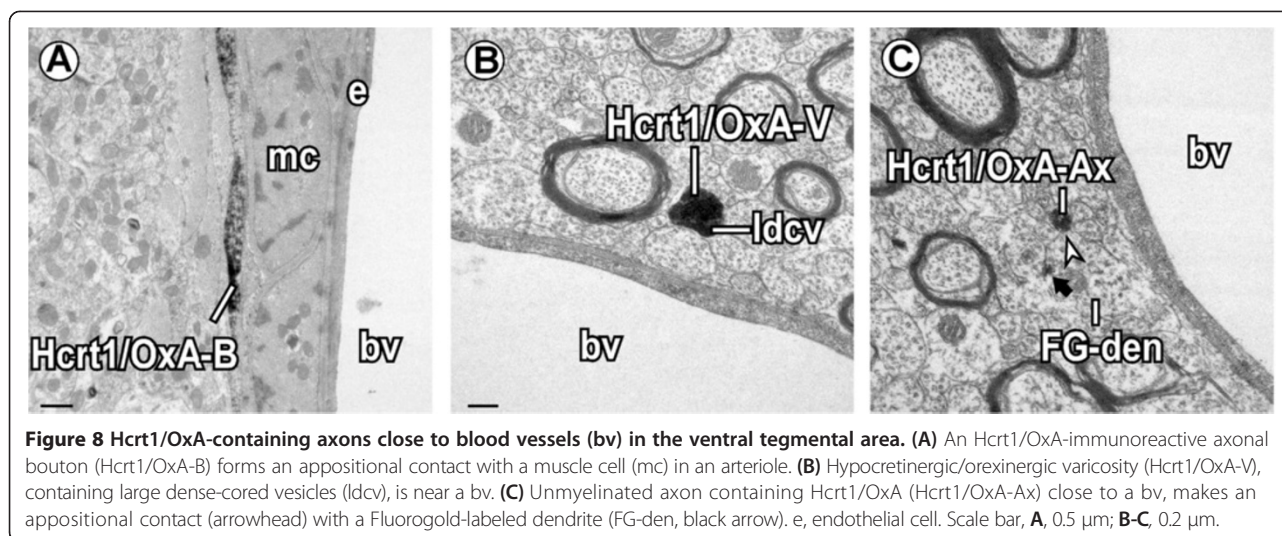 A
e
mc
Hcrt1/OxA-B
bv
B
Hcrt1/OxA-V
ldcv
bv
C
bv
Hcrt1/OxA-Ax
FG-den
Figure 8 Hcrt1/OxA-containing axons close to blood vessels (bv) in the ventral tegmental area. (A) An Hcrt1/OxA-immunoreactive axonal
bouton (Hcrt1/OxA-B) forms an appositional contact with a muscle cell (mc) in an arteriole. (B) Hypocretinergic/orexinergic varicosity (Hcrt1/OxA-V),
containing large dense-cored vesicles (ldcv), is near a bv. (C) Unmyelinated axon containing Hcrt1/OxA (Hcrt1/OxA-Ax) close to a bv, makes an
appositional contact (arrowhead) with a Fluorogold-labeled dendrite (FG-den, black arrow). e, endothelial cell. Scale bar, A, 0.5 μm; B-C, 0.2 μm.